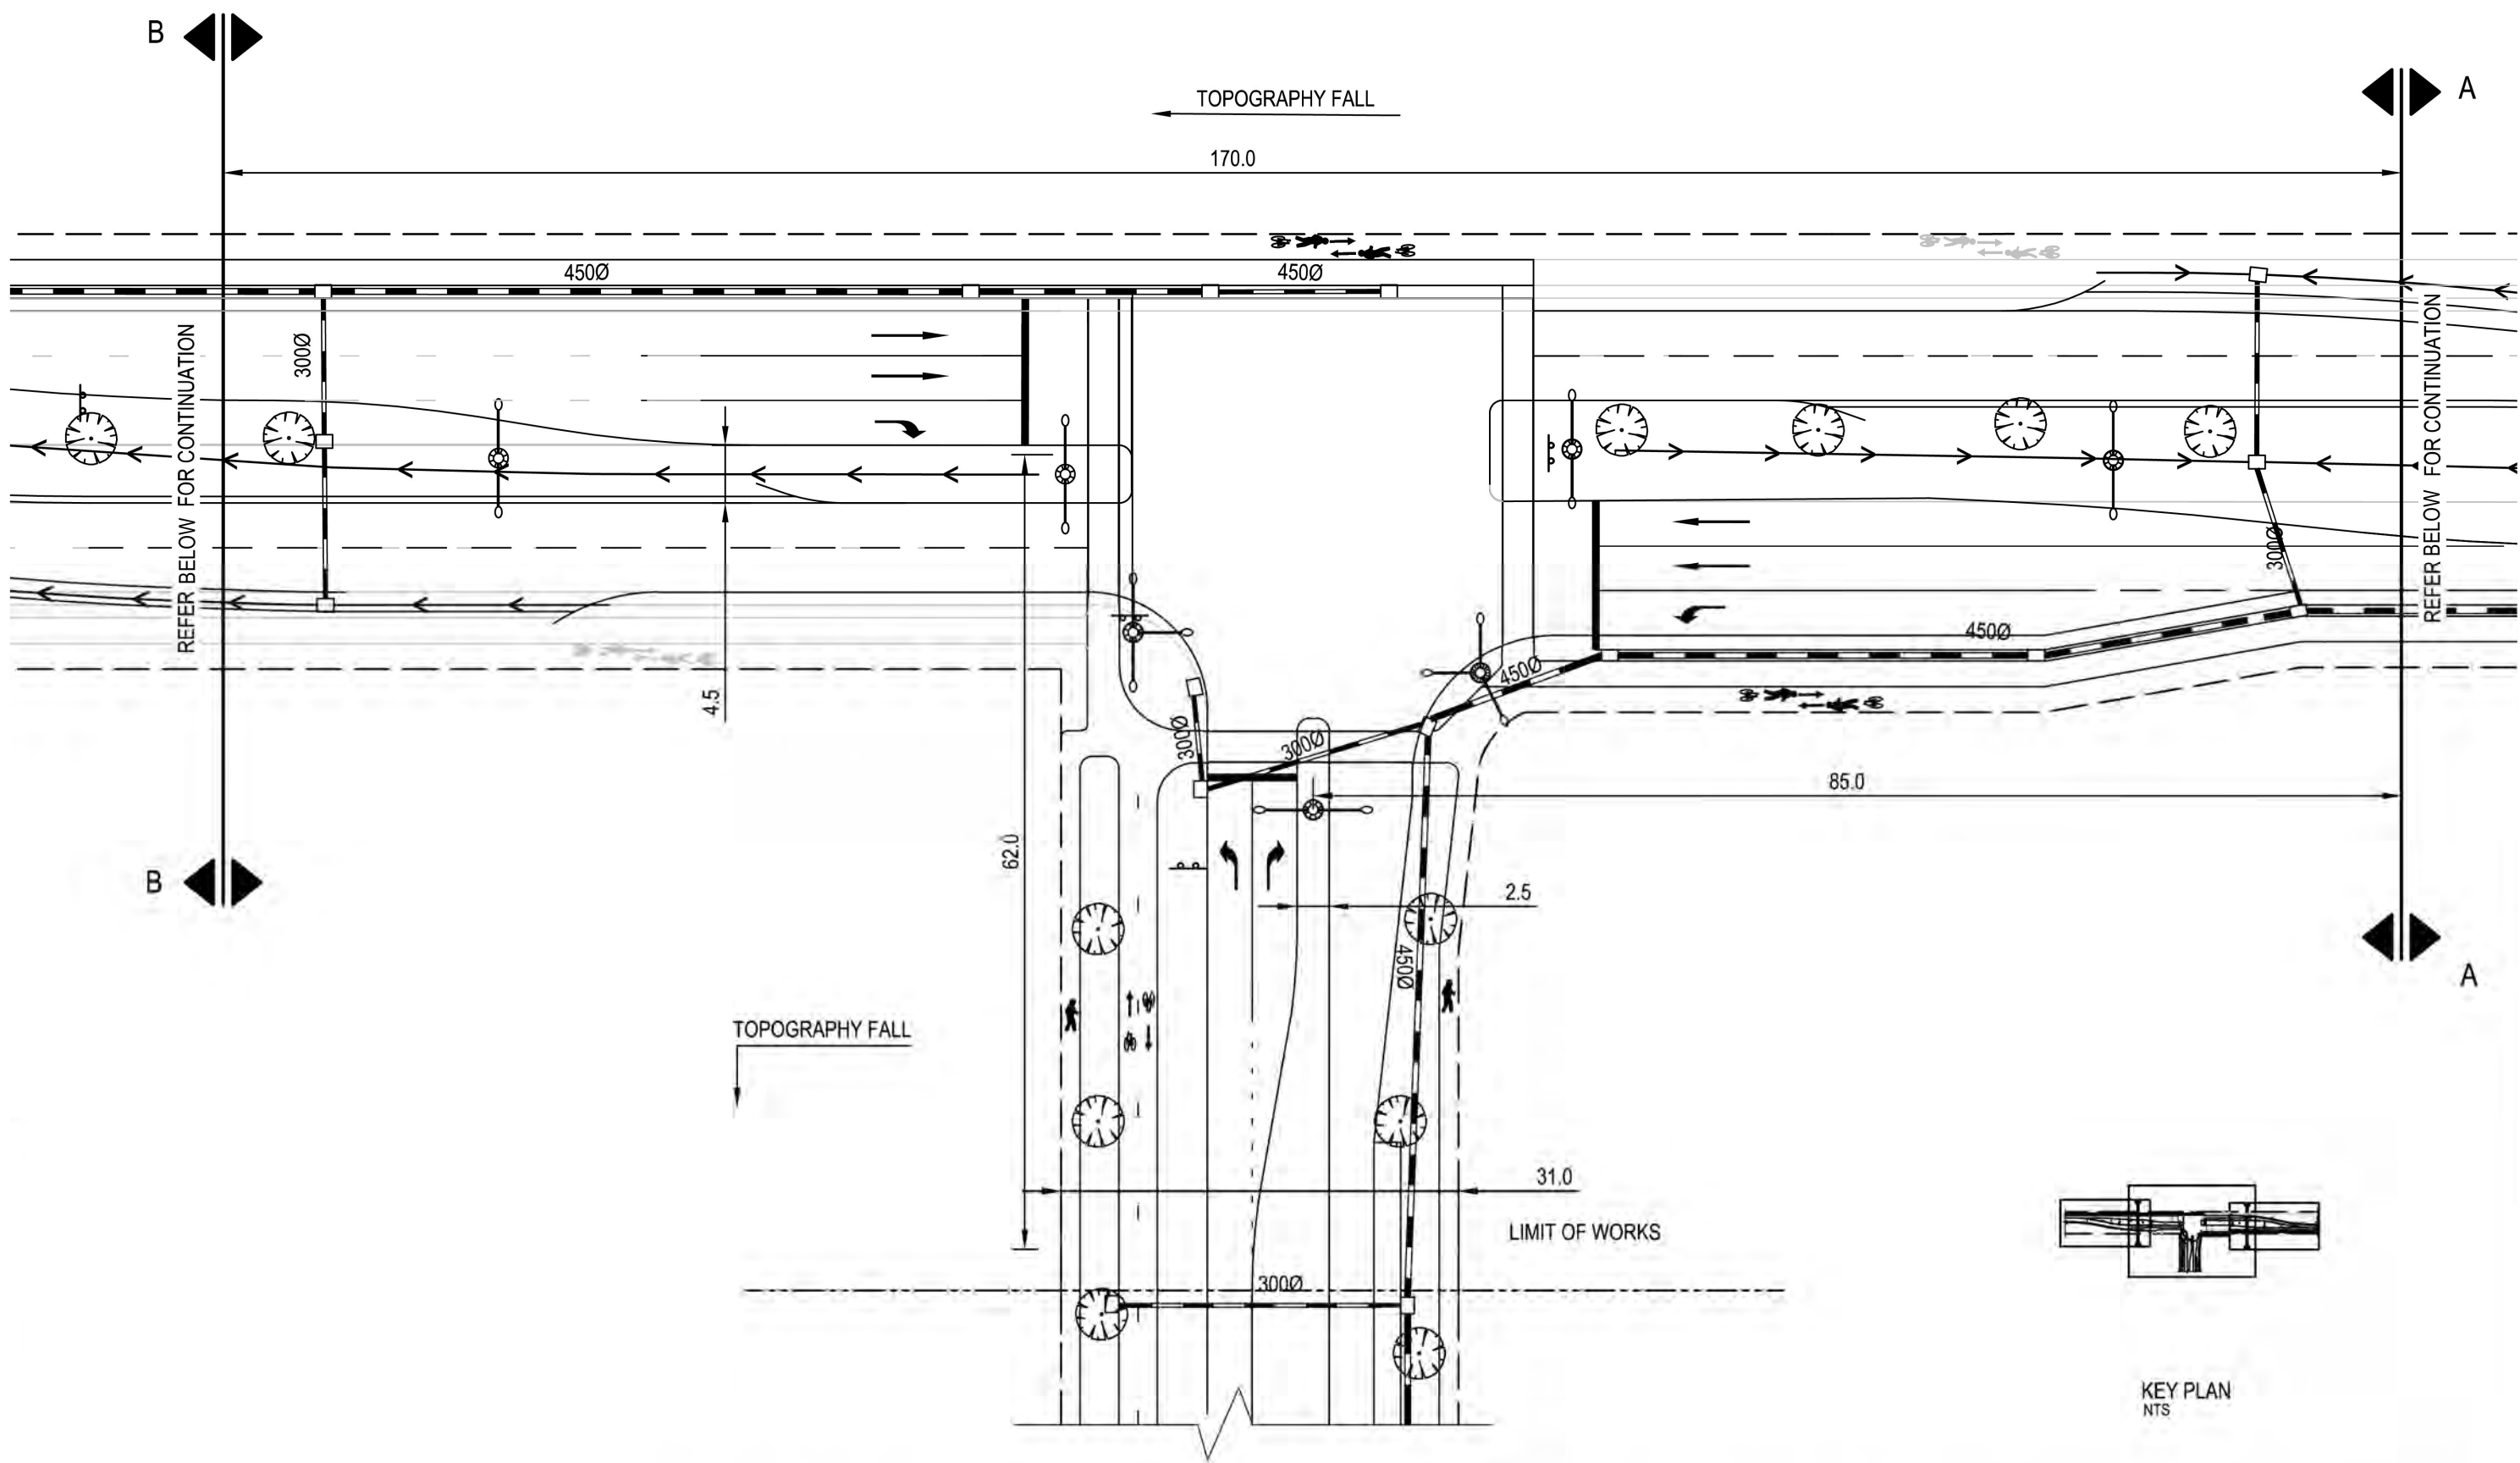 B
A
TOPOGRAPHY FALL
170.0
450Ø
450Ø
300Ø
REFER BELOW FOR CONTINUATION
REFER BELOW FOR CONTINUATION
300Ø
450Ø
450Ø
4.5
300Ø
300Ø
85.0
62.0
B
2.5
450Ø
A
TOPOGRAPHY FALL
31.0
LIMIT OF WORKS
300Ø
KEY PLAN
NTS